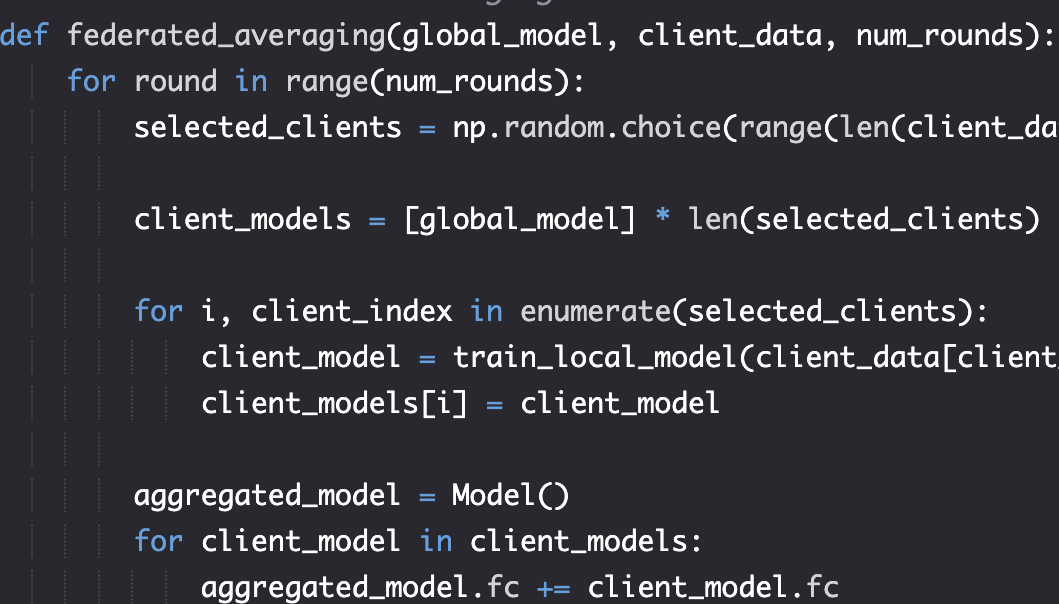 def federated_averaging(global_model, client_data, num_rounds):
    for round in range(num_rounds):
        selected_clients = np.random.choice(range(len(client_da
        client_models = [global_model] * len(selected_clients)
        for i, client_index in enumerate(selected_clients):
            client_model = train_local_model(client_data[client_
            client_models[i] = client_model
        aggregated_model = Model()
        for client_model in client_models:
            aggregated_model.fc += client_model.fc